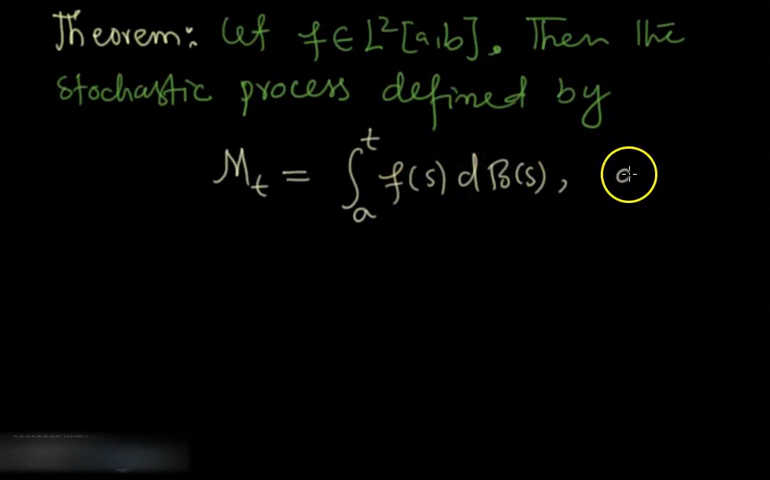 Theorem: Let f ∈ L²[a,b]. Then the
stochastic process defined by
M_t = ∫_a^t f(s) dB(s), a